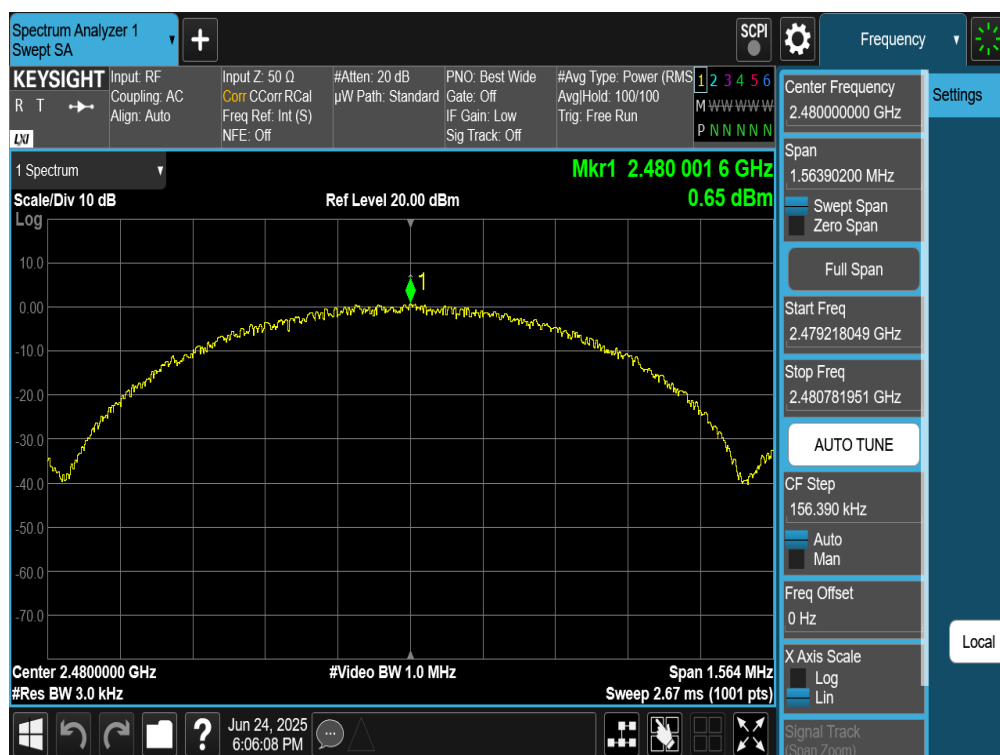 Spectrum Analyzer 1
Swept SA
+
SCPI
Frequency
KEYSIGHT
R T
LXI
Input: RF
Coupling: AC
Align: Auto
Input Z: 50 Ω
Corr CCorr RCal
Freq Ref: Int (S)
NFE: Off
#Atten: 20 dB
µW Path: Standard
PNO: Best Wide
Gate: Off
IF Gain: Low
Sig Track: Off
#Avg Type: Power (RMS
Avg|Hold: 100/100
Trig: Free Run
1 2 3 4 5 6
M W W W W W
P N N N N N
1 Spectrum
Mkr1 2.480 001 6 GHz
Scale/Div 10 dB
Ref Level 20.00 dBm
0.65 dBm
Log
10.0
1
0.00
-10.0
-20.0
-30.0
-40.0
-50.0
-60.0
-70.0
Center 2.4800000 GHz
#Video BW 1.0 MHz
Span 1.564 MHz
#Res BW 3.0 kHz
Sweep 2.67 ms (1001 pts)
?
Jun 24, 2025
6:06:08 PM
Center Frequency
2.480000000 GHz
Settings
Span
1.56390200 MHz
Swept Span
Zero Span
Full Span
Start Freq
2.479218049 GHz
Stop Freq
2.480781951 GHz
AUTO TUNE
CF Step
156.390 kHz
Auto
Man
Freq Offset
0 Hz
Local
X Axis Scale
Log
Lin
Signal Track
(Span Zoom)